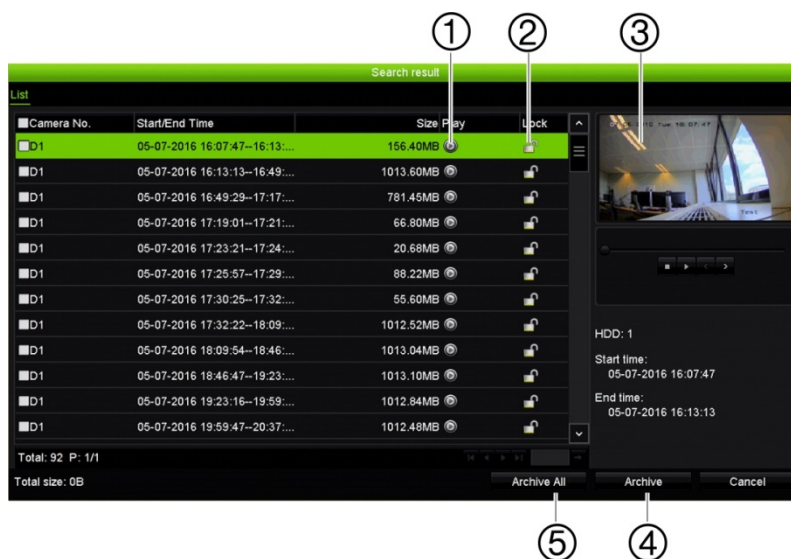 ① ② ③
Search result
List
Camera No. Start/End Time Size Play Lock
D1 05-07-2016 16:07:47--16:13:... 156.40MB
D1 05-07-2016 16:13:13--16:49:... 1013.60MB
D1 05-07-2016 16:49:29--17:17:... 781.45MB
D1 05-07-2016 17:19:01--17:21:... 66.80MB
D1 05-07-2016 17:23:21--17:24:... 20.68MB
D1 05-07-2016 17:25:57--17:29:... 88.22MB
D1 05-07-2016 17:30:25--17:32:... 55.60MB
D1 05-07-2016 17:32:22--18:09:... 1012.52MB
D1 05-07-2016 18:09:54--18:46:... 1013.04MB
D1 05-07-2016 18:46:47--19:23:... 1013.10MB
D1 05-07-2016 19:23:16--19:59:... 1012.84MB
D1 05-07-2016 19:59:47--20:37:... 1012.48MB
Total: 92 P: 1/1
Total size: 0B
HDD: 1
Start time:
05-07-2016 16:07:47
End time:
05-07-2016 16:13:13
Archive All Archive Cancel
⑤ ④